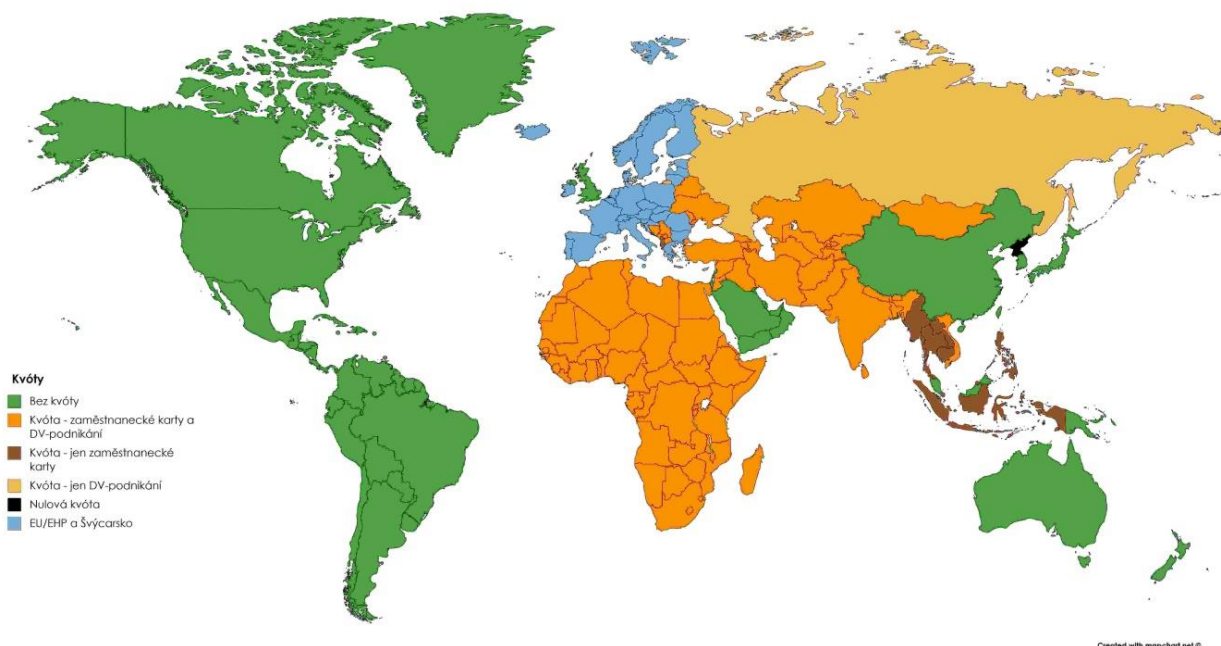 Kvóty
Bez kvóty
Kvóta - zaměstnanecké karty a
DV-podnikání
Kvóta - jen zaměstnanecké
karty
Kvóta - jen DV-podnikání
Nulová kvóta
EU/EHP a Švýcarsko
Created with mapchart.net ©